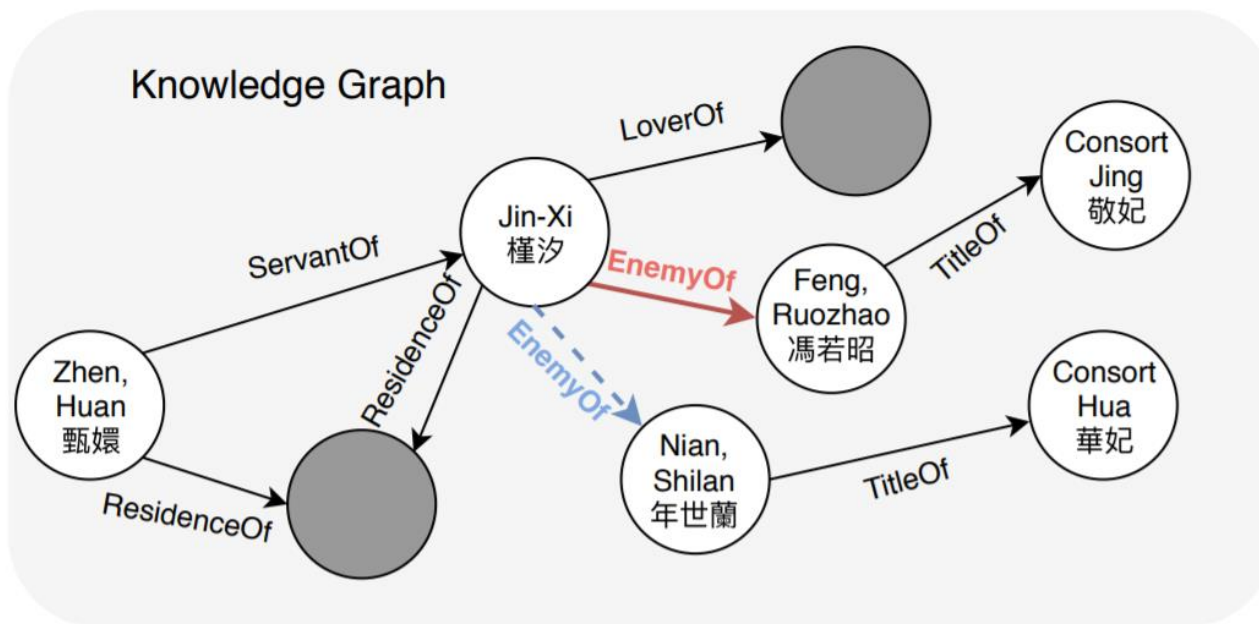 Knowledge Graph
LoverOf
Consort
Jing
敬妃
Jin-Xi
槿汐
ServantOf
EnemyOf
TitleOf
Feng,
Ruozhao
馮若昭
ResidenceOf
EnemyOf
Zhen,
Huan
甄嬛
Consort
Hua
華妃
Nian,
Shilan
年世蘭
TitleOf
ResidenceOf